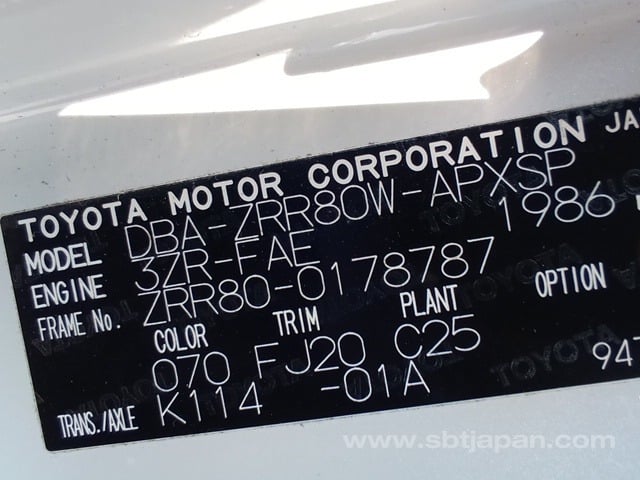 TOYOTA MOTOR CORPORATION JA
MODEL DBA-ZRR80W-APXSP
ENGINE 3ZR-FAE 1986
FRAME No. ZRR80-0178787
COLOR TRIM PLANT OPTION
070 FJ20 C25 947
TRANS./AXLE K114 -01A
www.sbtjapan.com